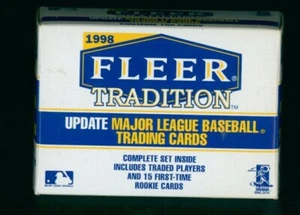 1998
FLEER
TRADITION™
UPDATE MAJOR LEAGUE BASEBALL®
TRADING CARDS
COMPLETE SET INSIDE
INCLUDES TRADED PLAYERS
AND 15 FIRST-TIME
ROOKIE CARDS